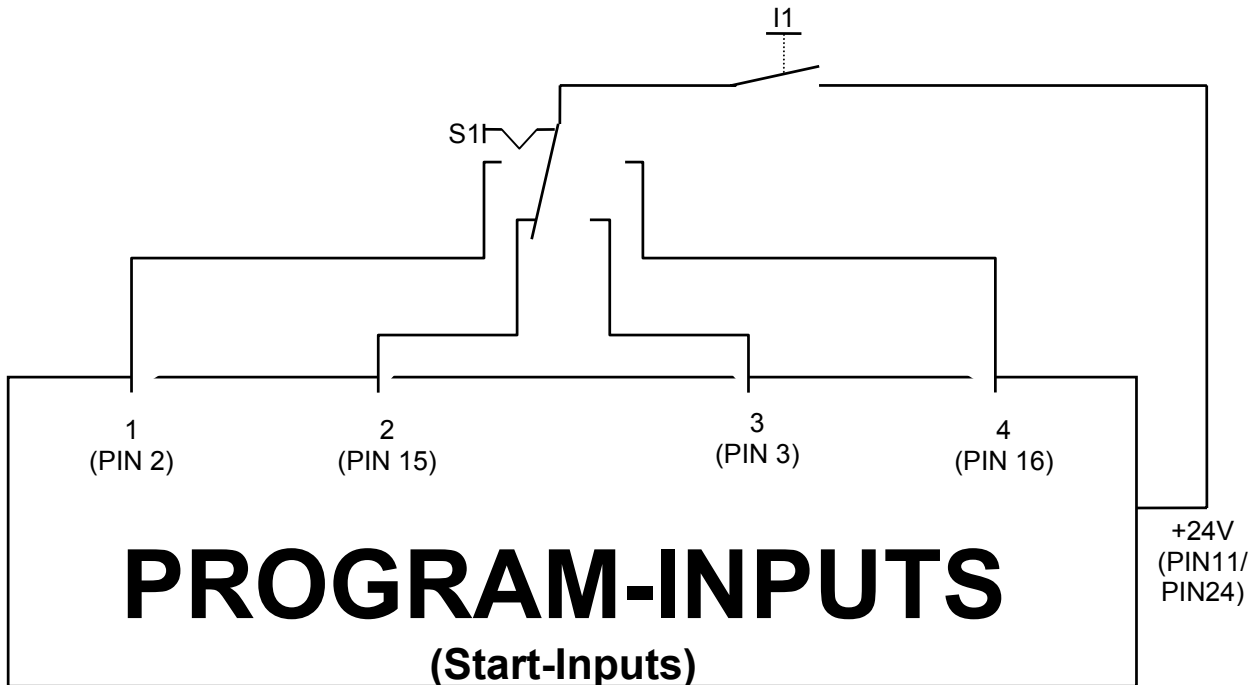 I1
S1
1
(PIN 2)
2
(PIN 15)
3
(PIN 3)
4
(PIN 16)
+24V
(PIN11/
PIN24)
PROGRAM-INPUTS
(Start-Inputs)